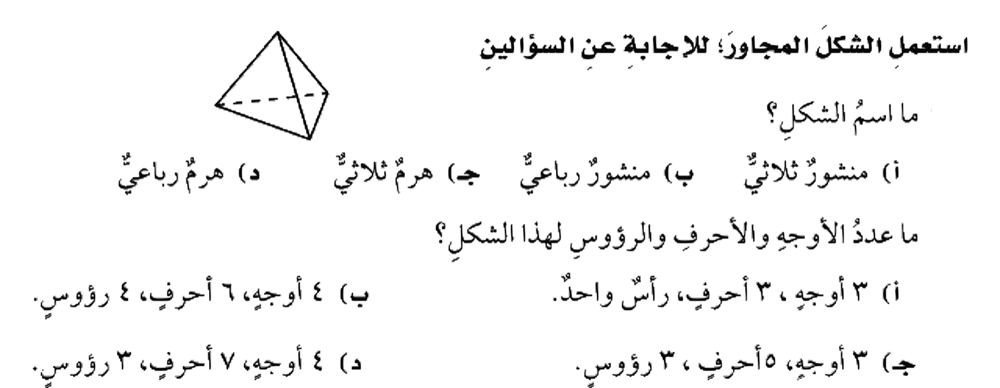 استعملِ الشكلَ المجاورَ؛ للإجابةِ عنِ السؤالينِ
ما اسمُ الشكلِ؟
أ) منشورٌ ثلاثيٌّ ب) منشورٌ رباعيٌّ جـ) هرمٌ ثلاثيٌّ د) هرمٌ رباعيٌّ
ما عددُ الأوجهِ والأحرفِ والرؤوسِ لهذا الشكلِ؟
أ) ٣ أوجهٍ ، ٣ أحرفٍ، رأسٌ واحدٌ. ب) ٤ أوجهٍ، ٦ أحرفٍ، ٤ رؤوسٍ.
جـ) ٣ أوجهٍ، ٥ أحرفٍ ، ٣ رؤوسٍ. د) ٤ أوجهٍ، ٧ أحرفٍ، ٣ رؤوسٍ.